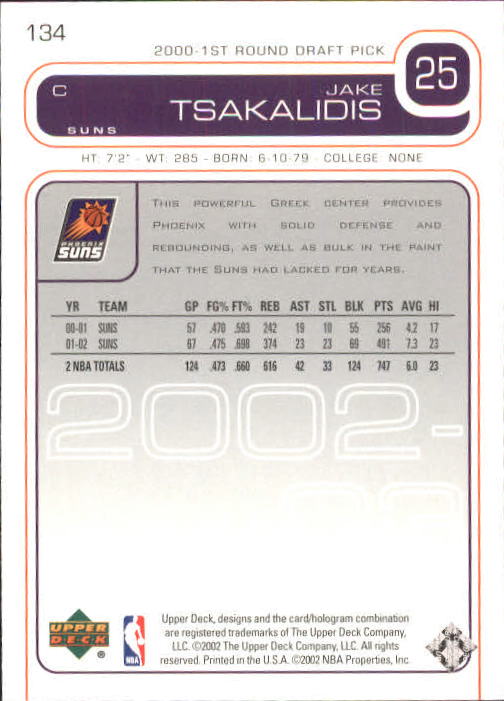 134
2000-1ST ROUND DRAFT PICK
25
C
JAKE
TSAKALIDIS
SUNS
HT: 7'2" - WT: 285 - BORN: 6-10-79 - COLLEGE: NONE
THIS POWERFUL GREEK CENTER PROVIDES
PHOENIX WITH SOLID DEFENSE AND
REBOUNDING, AS WELL AS BULK IN THE PAINT
THAT THE SUNS HAD LACKED FOR YEARS.
PHOENIX
SUNS
YR TEAM GP FG% FT% REB AST STL BLK PTS AVG HI
00-01 SUNS 57 .470 .593 242 19 10 55 256 4.2 17
01-02 SUNS 67 .475 .698 374 23 23 69 491 7.3 23
2 NBA TOTALS 124 .473 .660 616 42 33 124 747 6.0 23
2002-
UPPER
DECK
®
NBA
Upper Deck, designs and the card/hologram combination
are registered trademarks of The Upper Deck Company,
LLC. ©2002 The Upper Deck Company, LLC. All rights
reserved. Printed in the U.S.A. ©2002 NBA Properties, Inc